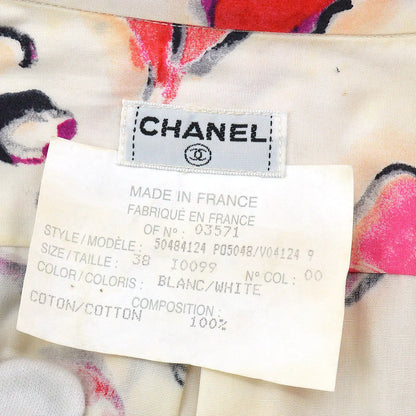 CHANEL
MADE IN FRANCE
FABRIQUE EN FRANCE
OF Nº: 03571
STYLE/MODÈLE: 50484124 P05048/V04124 9
SIZE/TAILLE: 38 I0099 Nº COL: 00
COLOR/COLORIS: BLANC/WHITE
COMPOSITION:
COTON/COTTON 100%